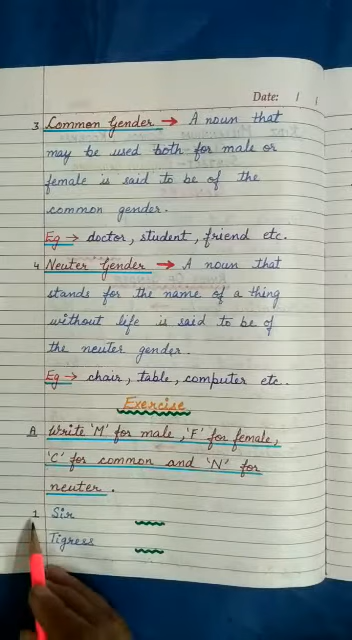 Date: / /
3 Common Gender → A noun that
may be used both for male or
female is said to be of the
common gender.
Eg → doctor, student, friend etc.
4 Neuter Gender → A noun that
stands for the name of a thing
without life is said to be of
the neuter gender.
Eg → chair, table, computer etc.
Exercise
A Write 'M' for male, 'F' for female,
'C' for common and 'N' for
neuter.
1 Sir
Tigress